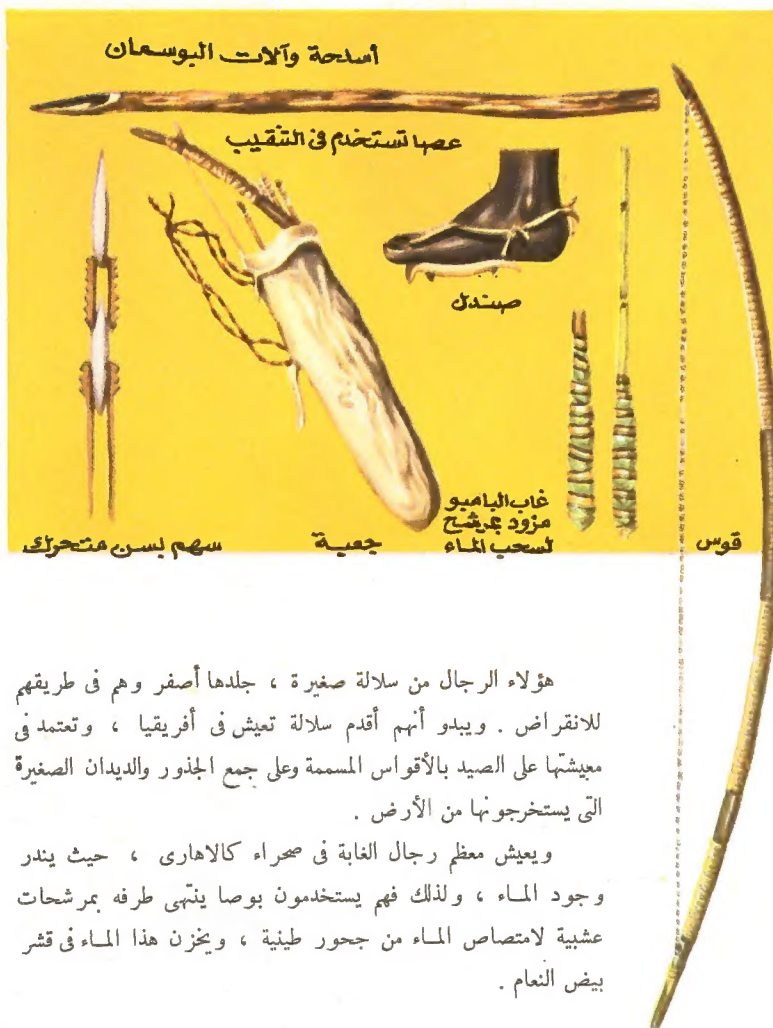 أسلحة وآلات البوسمان
عصا تستخدم فى التنقيب
صندل
غاب البامبو
مزود بمرشح
لسحب الماء
قوس
جعبة
سهم بسن متحرك
هؤلاء الرجال من سلالة صغيرة ، جلدها أصفر وهم فى طريقهم
للانقراض . ويبدو أنهم أقدم سلالة تعيش فى أفريقيا ، وتعتمد فى
معيشتها على الصيد بالأقواس المسممة وعلى جمع الجذور والديدان الصغيرة
التى يستخرجونها من الأرض .
ويعيش معظم رجال الغابة فى صحراء كالاهارى ، حيث يندر
وجود المـاء ، ولذلك فهم يستخدمون بوصا ينتهى طرفه بمرشحات
عشبية لامتصاص المـاء من جحور طينية ، ويخزن هذا المـاء فى قشر
بيض النعام .